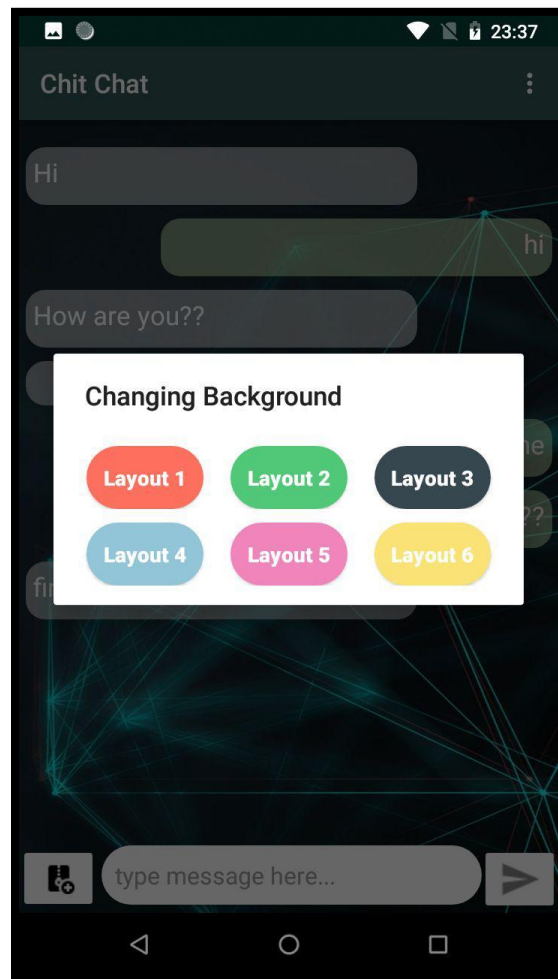 23:37
Chit Chat
Hi
hi
How are you??
Changing Background
Layout 1 Layout 2 Layout 3
Layout 4 Layout 5 Layout 6
type message here...